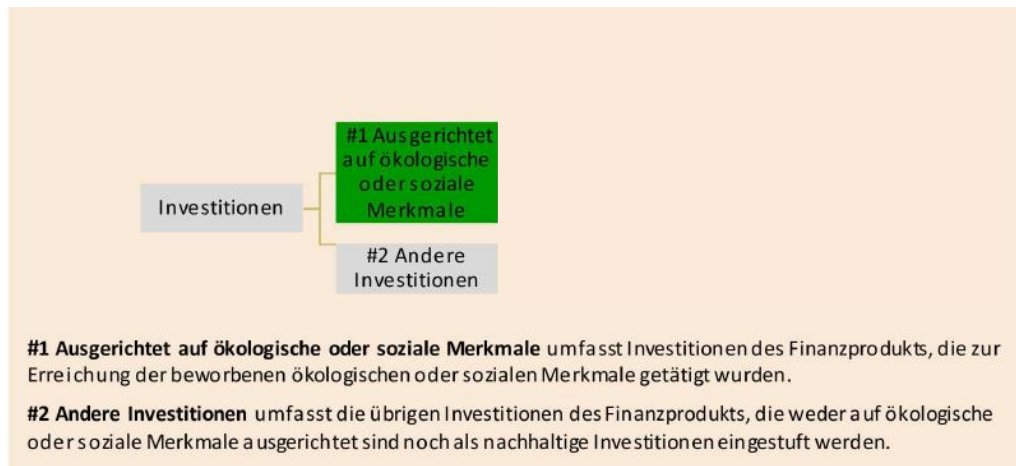 #1 Ausgerichtet
auf ökologische
oder soziale
Merkmale
Investitionen
#2 Andere
Investitionen
#1 Ausgerichtet auf ökologische oder soziale Merkmale umfasst Investitionen des Finanzprodukts, die zur
Erreichung der beworbenen ökologischen oder sozialen Merkmale getätigt wurden.
#2 Andere Investitionen umfasst die übrigen Investitionen des Finanzprodukts, die weder auf ökologische
oder soziale Merkmale ausgerichtet sind noch als nachhaltige Investitionen eingestuft werden.